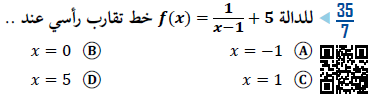 35/7 للدالة f(x) = 1/(x−1) + 5 خط تقارب رأسي عند ..
x = −1 (A) x = 0 (B)
x = 1 (C) x = 5 (D)